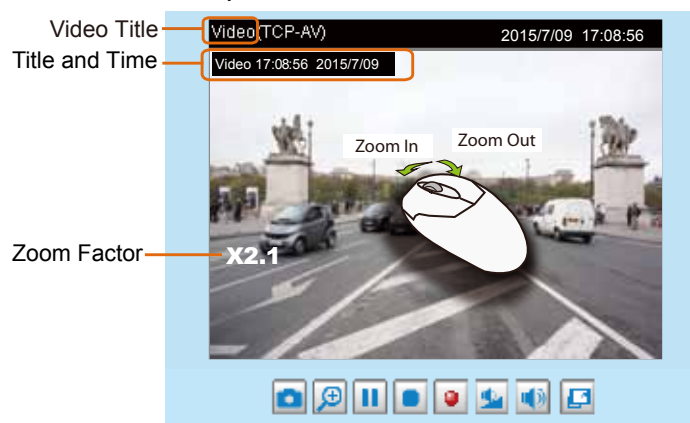 Video Title
Video(TCP-AV) 2015/7/09 17:08:56
Title and Time
Video 17:08:56 2015/7/09
Zoom In Zoom Out
Zoom Factor
X2.1